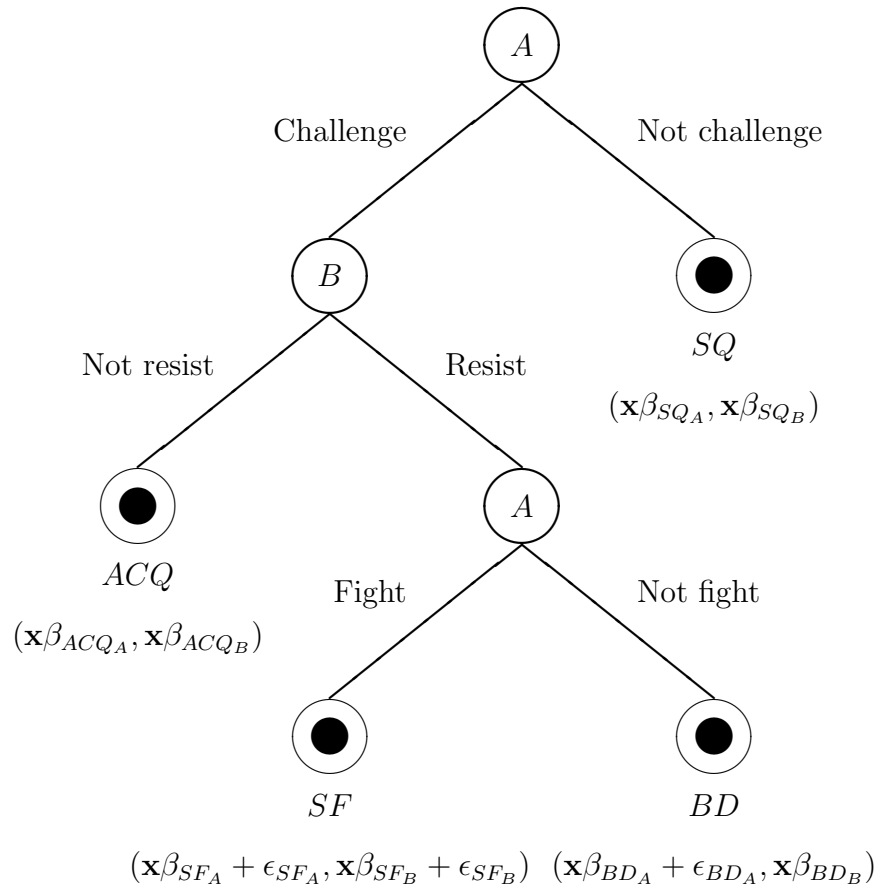 A
Challenge
Not challenge
B
SQ
Not resist
Resist
(xβ_{SQ_A}, xβ_{SQ_B})
A
ACQ
Fight
Not fight
(xβ_{ACQ_A}, xβ_{ACQ_B})
SF
BD
(xβ_{SF_A} + ϵ_{SF_A}, xβ_{SF_B} + ϵ_{SF_B})
(xβ_{BD_A} + ϵ_{BD_A}, xβ_{BD_B})